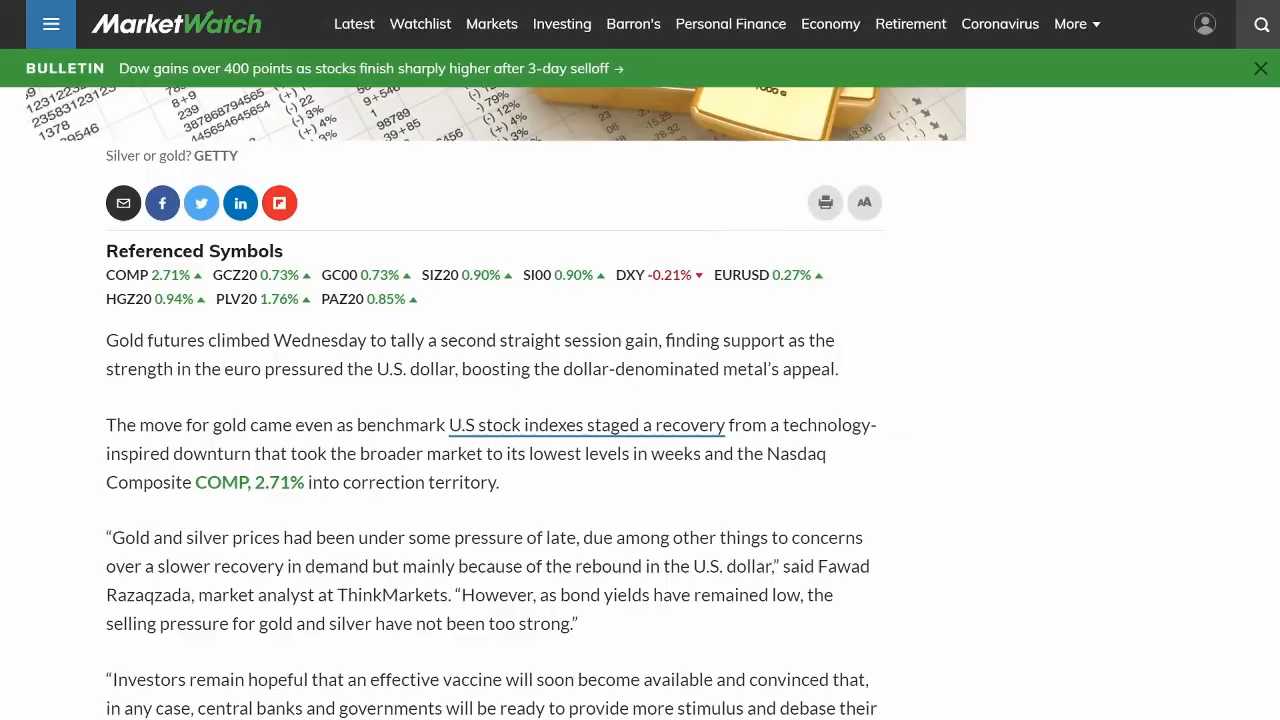 MarketWatch Latest Watchlist Markets Investing Barron's Personal Finance Economy Retirement Coronavirus More
BULLETIN Dow gains over 400 points as stocks finish sharply higher after 3-day selloff →
Silver or gold? GETTY
Referenced Symbols
COMP 2.71% GCZ20 0.73% GC00 0.73% SIZ20 0.90% SI00 0.90% DXY -0.21% EURUSD 0.27%
HGZ20 0.94% PLV20 1.76% PAZ20 0.85%
Gold futures climbed Wednesday to tally a second straight session gain, finding support as the
strength in the euro pressured the U.S. dollar, boosting the dollar-denominated metal’s appeal.
The move for gold came even as benchmark U.S stock indexes staged a recovery from a technology-
inspired downturn that took the broader market to its lowest levels in weeks and the Nasdaq
Composite COMP, 2.71% into correction territory.
“Gold and silver prices had been under some pressure of late, due among other things to concerns
over a slower recovery in demand but mainly because of the rebound in the U.S. dollar,” said Fawad
Razaqzada, market analyst at ThinkMarkets. “However, as bond yields have remained low, the
selling pressure for gold and silver have not been too strong.”
“Investors remain hopeful that an effective vaccine will soon become available and convinced that,
in any case, central banks and governments will be ready to provide more stimulus and debase their